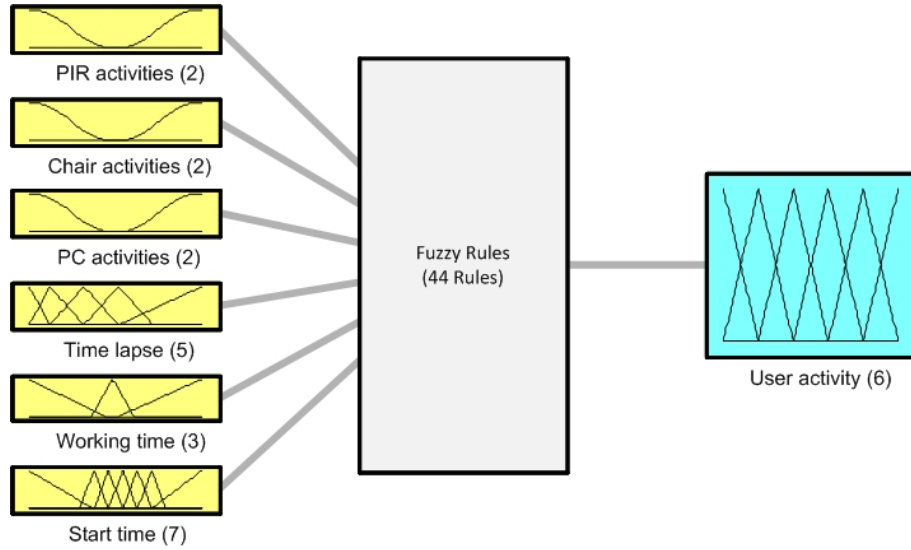 PIR activities (2)
Chair activities (2)
PC activities (2)
Time lapse (5)
Working time (3)
Start time (7)
Fuzzy Rules
(44 Rules)
User activity (6)